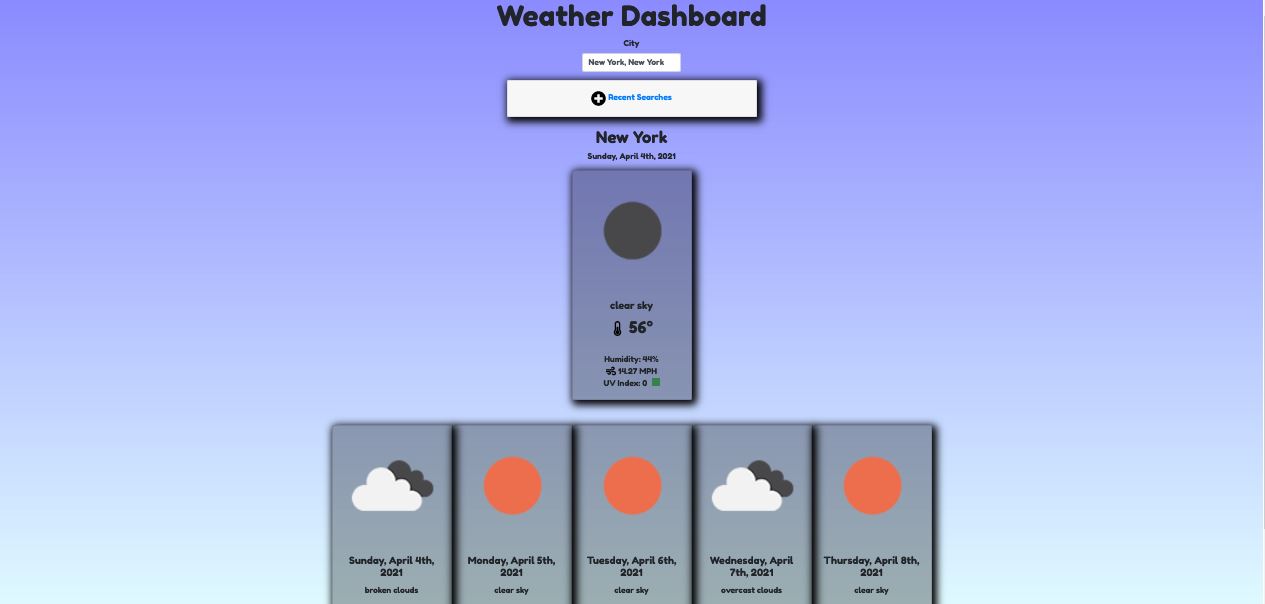 Weather Dashboard
City
New York, New York
Recent Searches
New York
Sunday, April 4th, 2021
clear sky
56°
Humidity: 44%
14.27 MPH
UV Index: 0
Sunday, April 4th,
2021
broken clouds
Monday, April 5th,
2021
clear sky
Tuesday, April 6th,
2021
clear sky
Wednesday, April
7th, 2021
overcast clouds
Thursday, April 8th,
2021
clear sky